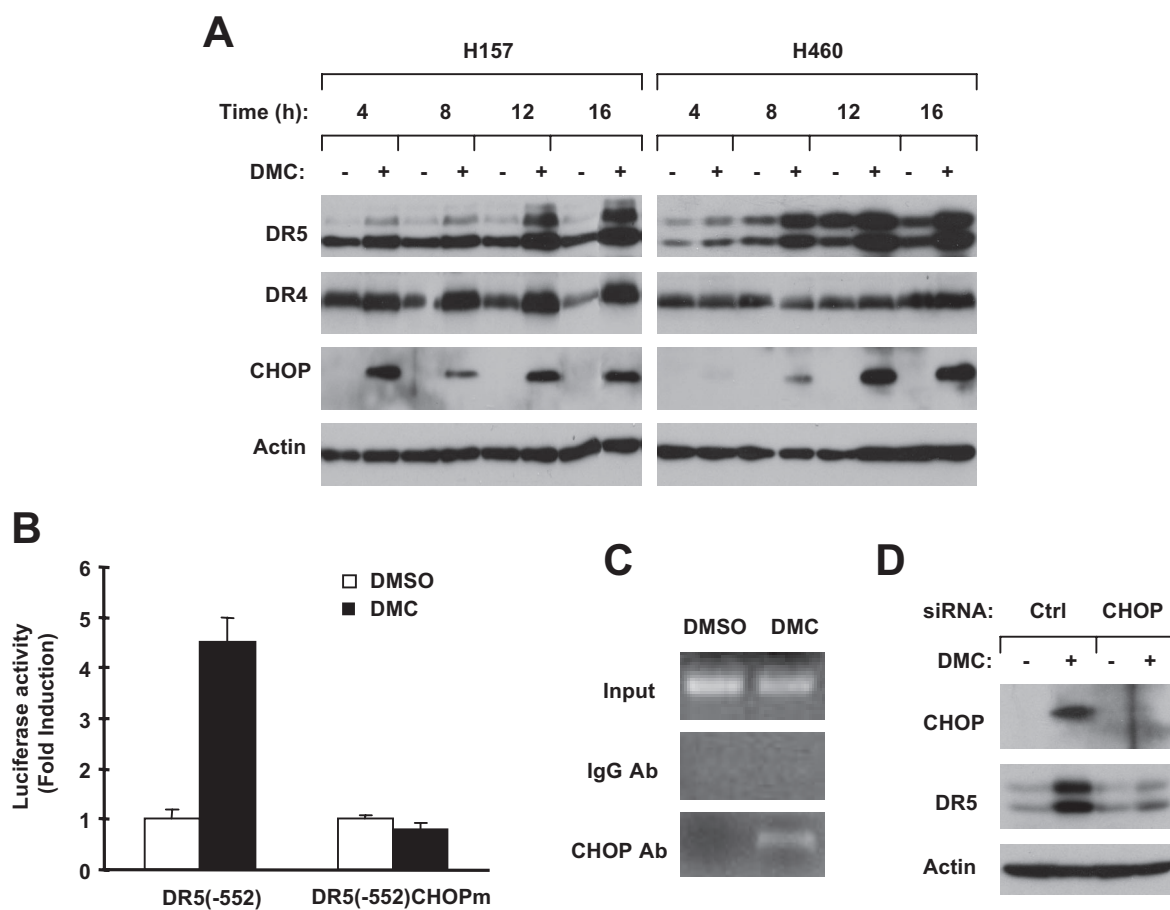 A
H157 H460
Time (h): 4 8 12 16 4 8 12 16
DMC: - + - + - + - + - + - + - + - +
DR5
DR4
CHOP
Actin
B
Luciferase activity
(Fold Induction)
6
5
4
3
2
1
0
DMSO
DMC
DR5(-552) DR5(-552)CHOPm
C
DMSO DMC
Input
IgG Ab
CHOP Ab
D
siRNA: Ctrl CHOP
DMC: - + - +
CHOP
DR5
Actin